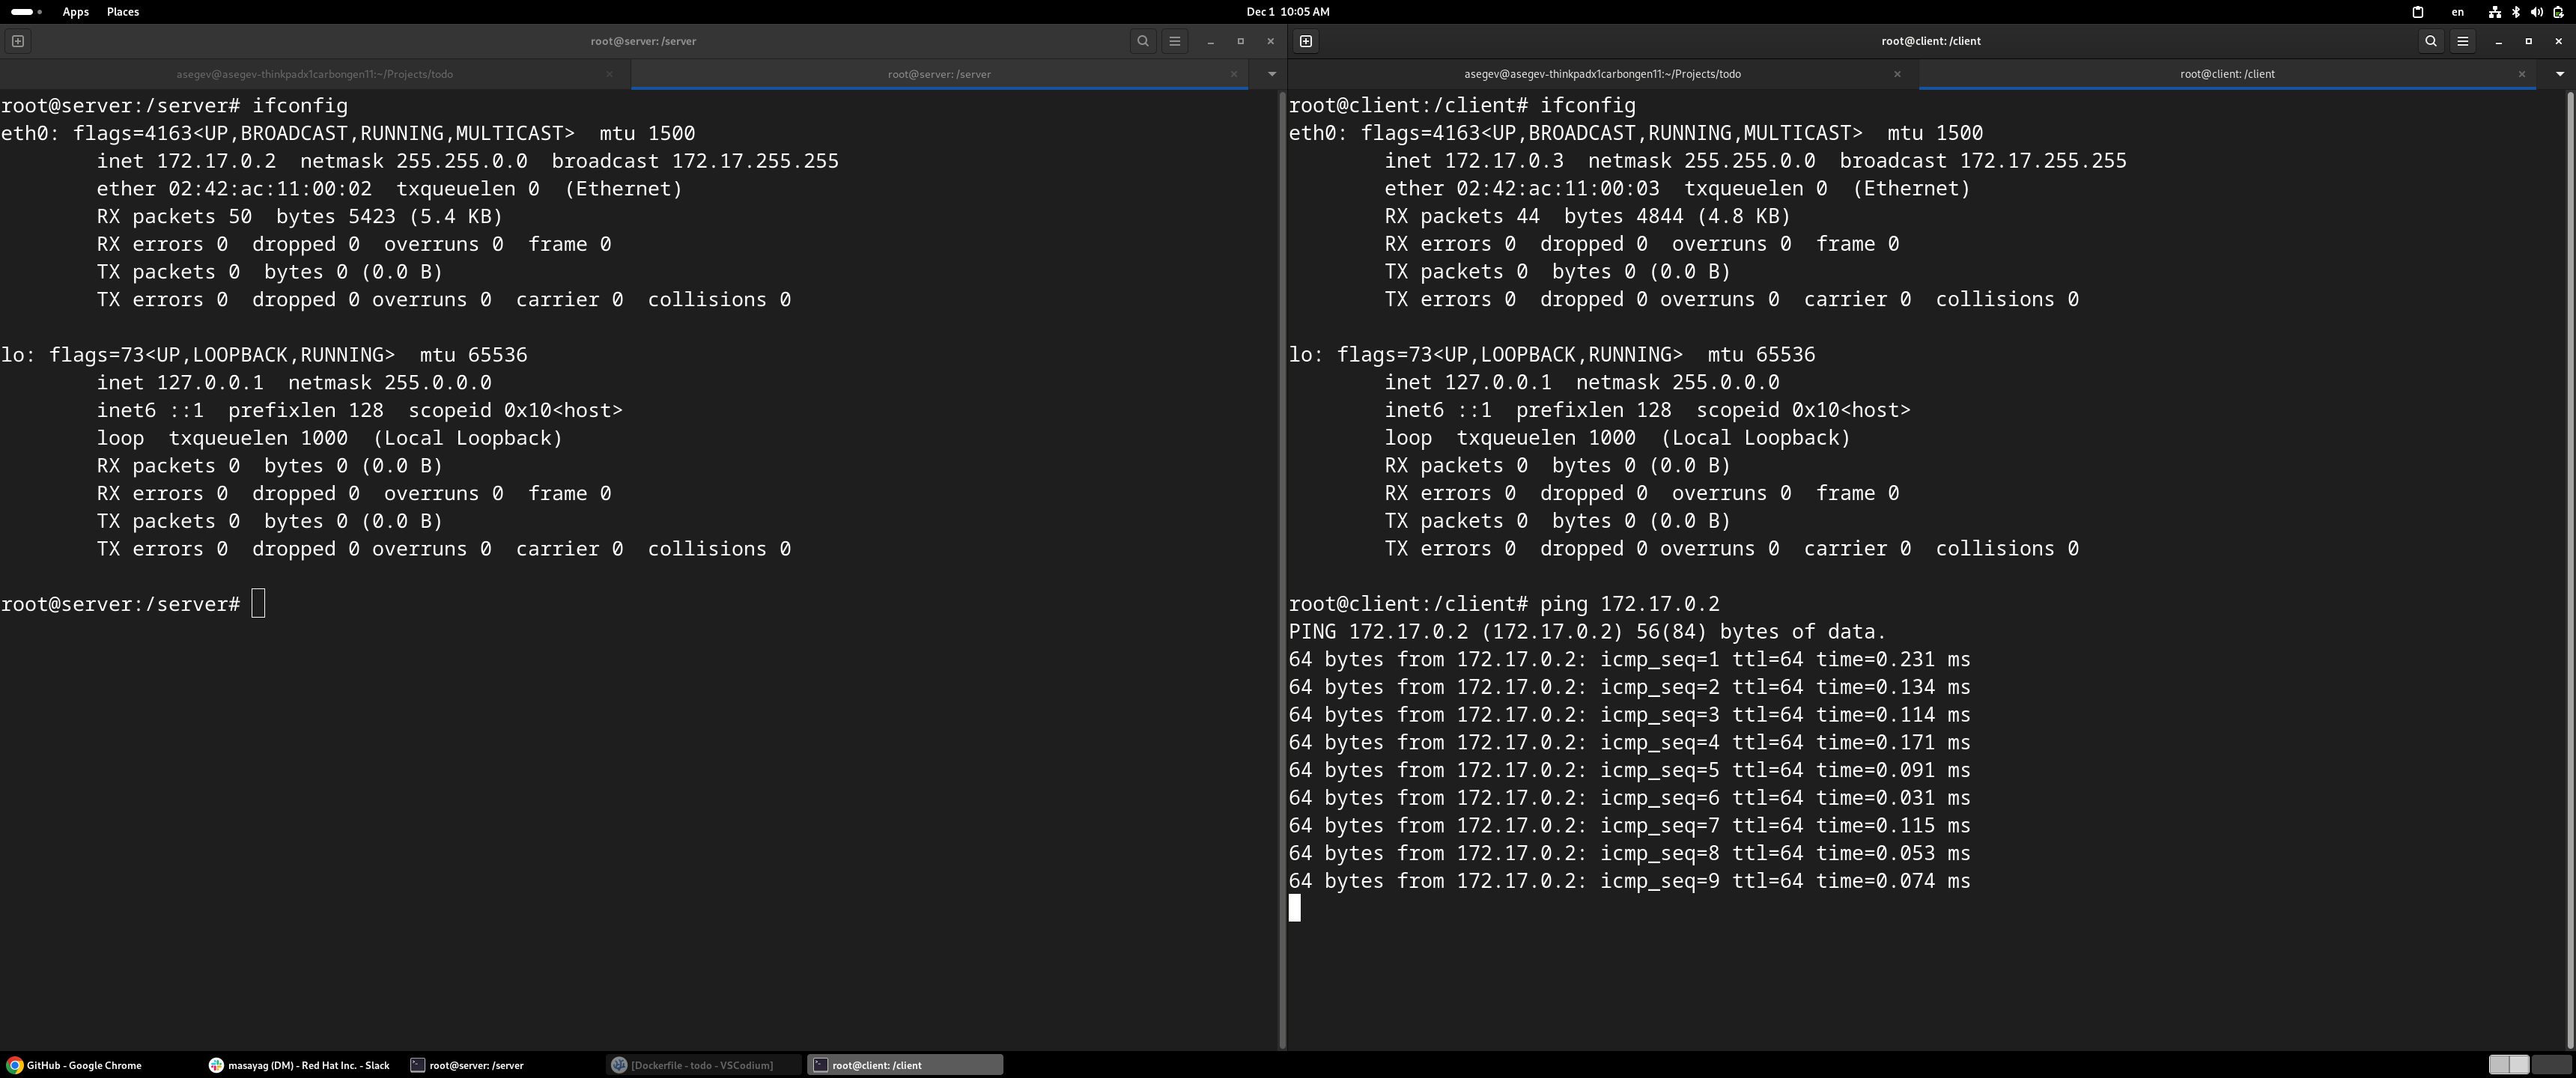 Apps Places Dec 1 10:05 AM en
root@server: /server
asegev@asegev-thinkpadx1carbongen11:~/Projects/todo root@server: /server
root@server:/server# ifconfig
eth0: flags=4163<UP,BROADCAST,RUNNING,MULTICAST>  mtu 1500
        inet 172.17.0.2  netmask 255.255.0.0  broadcast 172.17.255.255
        ether 02:42:ac:11:00:02  txqueuelen 0  (Ethernet)
        RX packets 50  bytes 5423 (5.4 KB)
        RX errors 0  dropped 0  overruns 0  frame 0
        TX packets 0  bytes 0 (0.0 B)
        TX errors 0  dropped 0 overruns 0  carrier 0  collisions 0

lo: flags=73<UP,LOOPBACK,RUNNING>  mtu 65536
        inet 127.0.0.1  netmask 255.0.0.0
        inet6 ::1  prefixlen 128  scopeid 0x10<host>
        loop  txqueuelen 1000  (Local Loopback)
        RX packets 0  bytes 0 (0.0 B)
        RX errors 0  dropped 0  overruns 0  frame 0
        TX packets 0  bytes 0 (0.0 B)
        TX errors 0  dropped 0 overruns 0  carrier 0  collisions 0

root@server:/server#
root@client: /client
asegev@asegev-thinkpadx1carbongen11:~/Projects/todo root@client: /client
root@client:/client# ifconfig
eth0: flags=4163<UP,BROADCAST,RUNNING,MULTICAST>  mtu 1500
        inet 172.17.0.3  netmask 255.255.0.0  broadcast 172.17.255.255
        ether 02:42:ac:11:00:03  txqueuelen 0  (Ethernet)
        RX packets 44  bytes 4844 (4.8 KB)
        RX errors 0  dropped 0  overruns 0  frame 0
        TX packets 0  bytes 0 (0.0 B)
        TX errors 0  dropped 0 overruns 0  carrier 0  collisions 0

lo: flags=73<UP,LOOPBACK,RUNNING>  mtu 65536
        inet 127.0.0.1  netmask 255.0.0.0
        inet6 ::1  prefixlen 128  scopeid 0x10<host>
        loop  txqueuelen 1000  (Local Loopback)
        RX packets 0  bytes 0 (0.0 B)
        RX errors 0  dropped 0  overruns 0  frame 0
        TX packets 0  bytes 0 (0.0 B)
        TX errors 0  dropped 0 overruns 0  carrier 0  collisions 0

root@client:/client# ping 172.17.0.2
PING 172.17.0.2 (172.17.0.2) 56(84) bytes of data.
64 bytes from 172.17.0.2: icmp_seq=1 ttl=64 time=0.231 ms
64 bytes from 172.17.0.2: icmp_seq=2 ttl=64 time=0.134 ms
64 bytes from 172.17.0.2: icmp_seq=3 ttl=64 time=0.114 ms
64 bytes from 172.17.0.2: icmp_seq=4 ttl=64 time=0.171 ms
64 bytes from 172.17.0.2: icmp_seq=5 ttl=64 time=0.091 ms
64 bytes from 172.17.0.2: icmp_seq=6 ttl=64 time=0.031 ms
64 bytes from 172.17.0.2: icmp_seq=7 ttl=64 time=0.115 ms
64 bytes from 172.17.0.2: icmp_seq=8 ttl=64 time=0.053 ms
64 bytes from 172.17.0.2: icmp_seq=9 ttl=64 time=0.074 ms
GitHub - Google Chrome masayag (DM) - Red Hat Inc. - Slack root@server: /server [Dockerfile - todo - VSCodium] root@client: /client